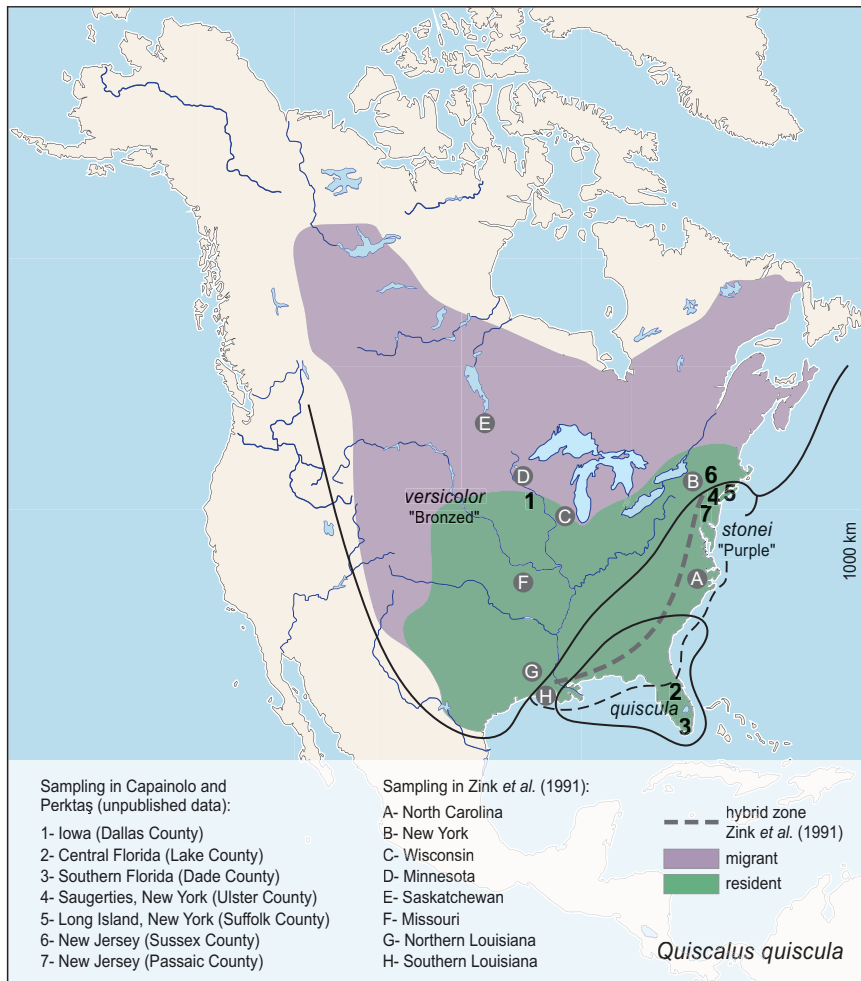 E
D
versicolor
"Bronzed"
1
C
B
6
4
5
7
stonei
"Purple"
A
F
G
H
2
quiscula
3
1000 km
Sampling in Capainolo and
Perktaş (unpublished data):
1- Iowa (Dallas County)
2- Central Florida (Lake County)
3- Southern Florida (Dade County)
4- Saugerties, New York (Ulster County)
5- Long Island, New York (Suffolk County)
6- New Jersey (Sussex County)
7- New Jersey (Passaic County)
Sampling in Zink et al. (1991):
A- North Carolina
B- New York
C- Wisconsin
D- Minnesota
E- Saskatchewan
F- Missouri
G- Northern Louisiana
H- Southern Louisiana
hybrid zone
Zink et al. (1991)
migrant
resident
Quiscalus quiscula